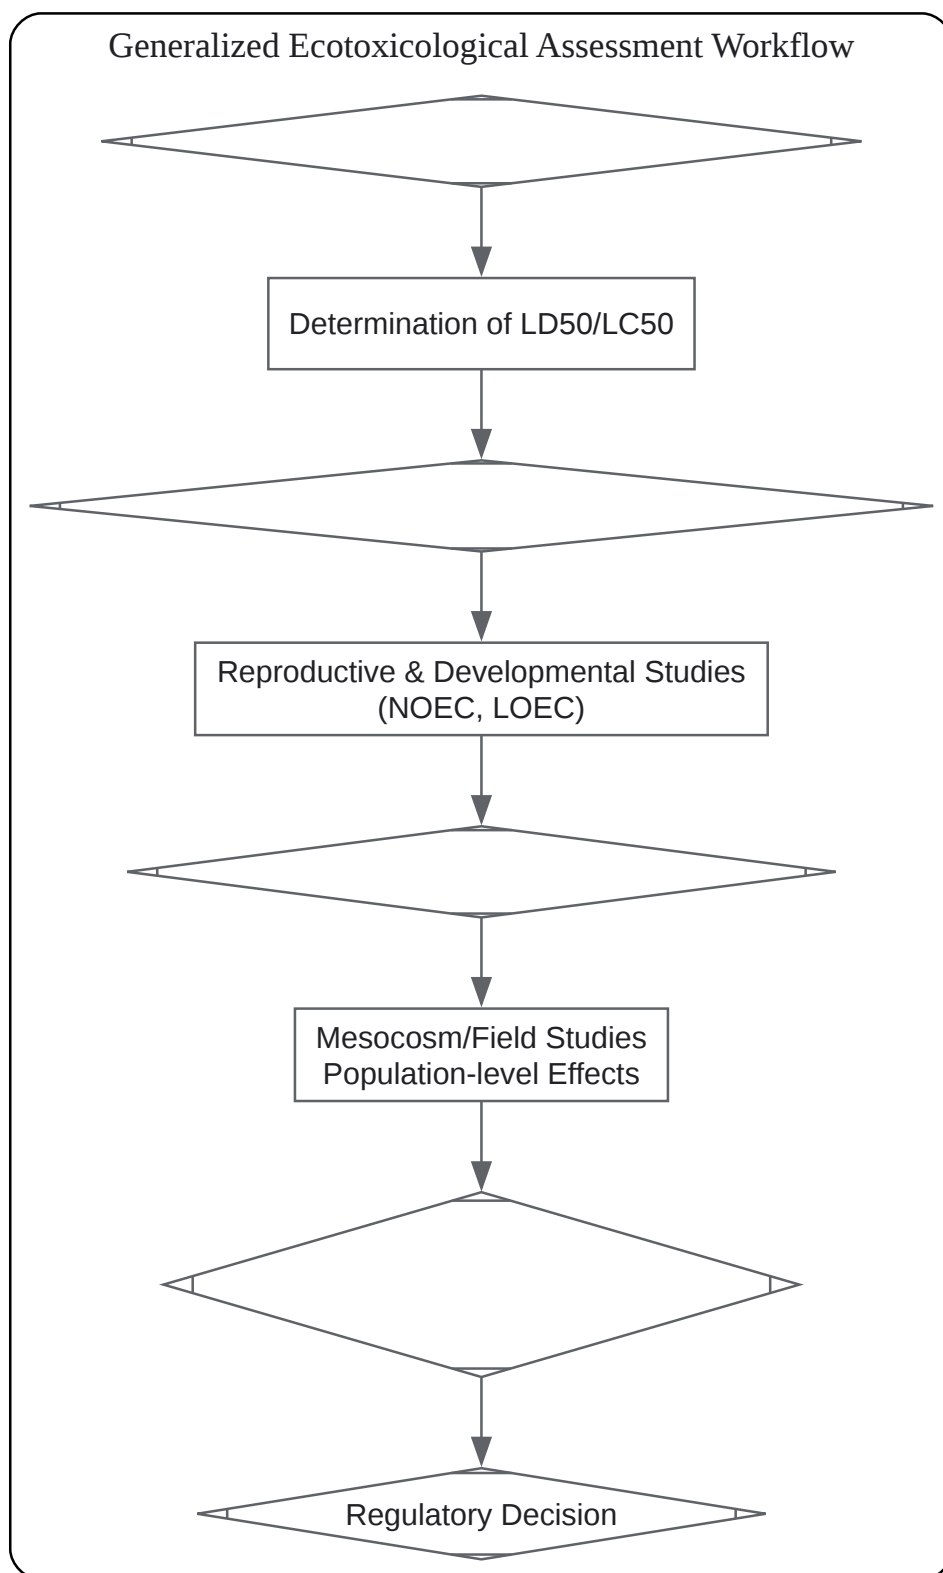 Generalized Ecotoxicological Assessment Workflow
Determination of LD50/LC50
Reproductive & Developmental Studies
(NOEC, LOEC)
Mesocosm/Field Studies
Population-level Effects
Regulatory Decision